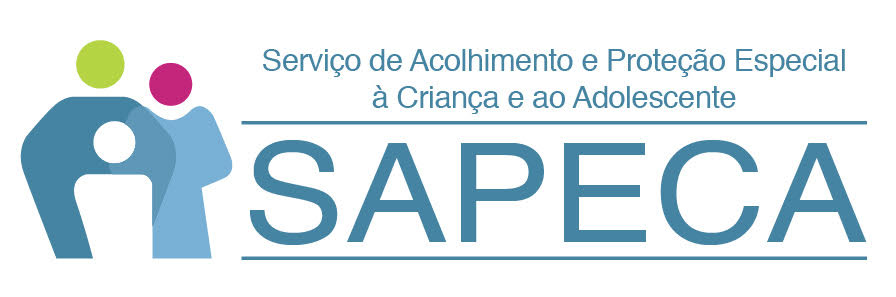 Serviço de Acolhimento e Proteção Especial
à Criança e ao Adolescente
SAPECA